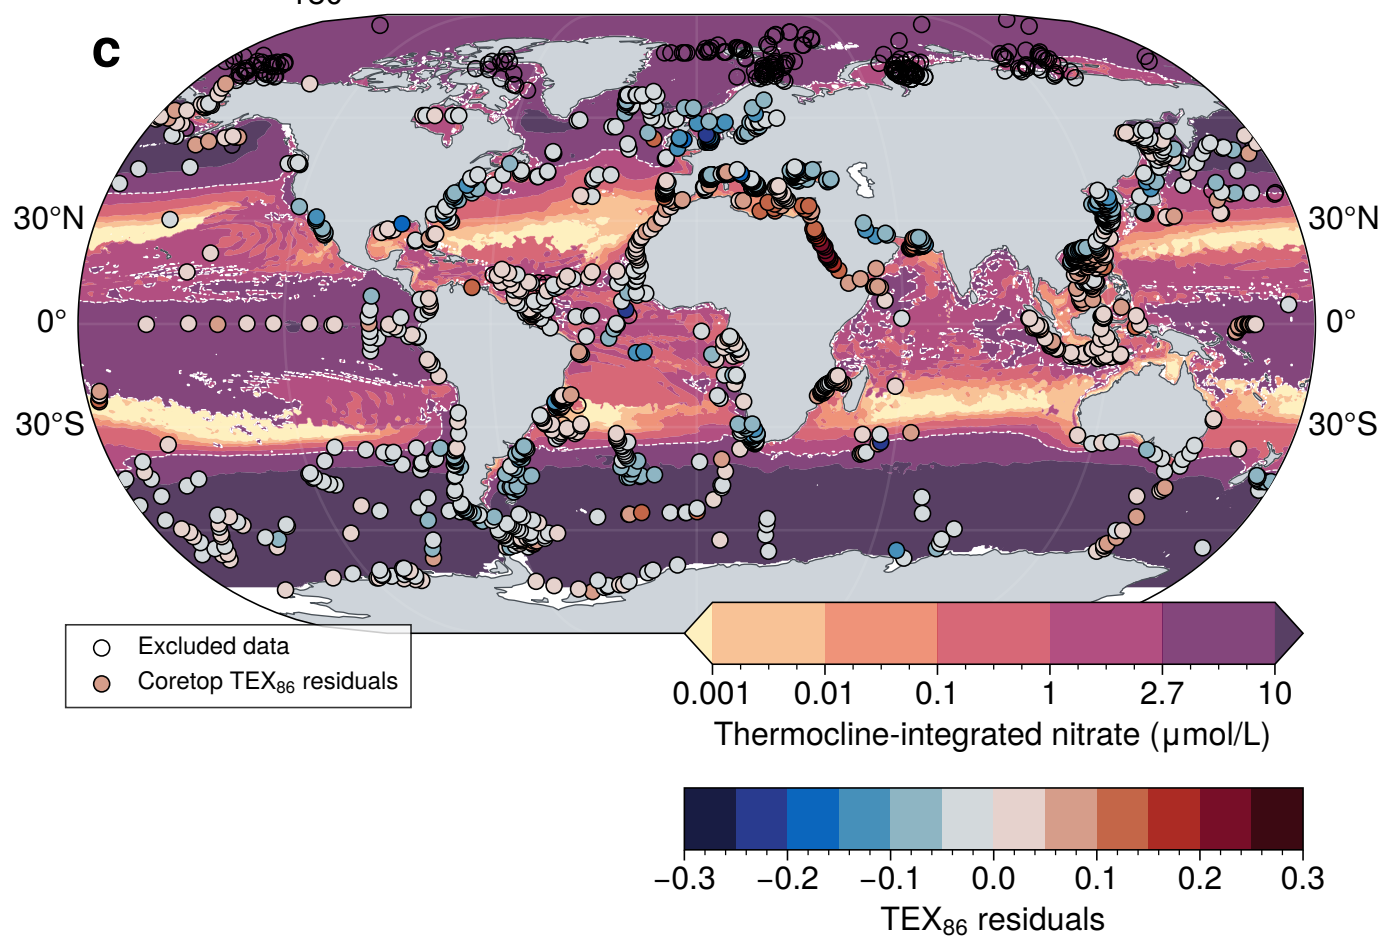 c
30°N
30°N
0°
0°
30°S
30°S
Excluded data
Coretop TEX₈₆ residuals
0.001 0.01 0.1 1 2.7 10
Thermocline-integrated nitrate (μmol/L)
−0.3 −0.2 −0.1 0.0 0.1 0.2 0.3
TEX₈₆ residuals